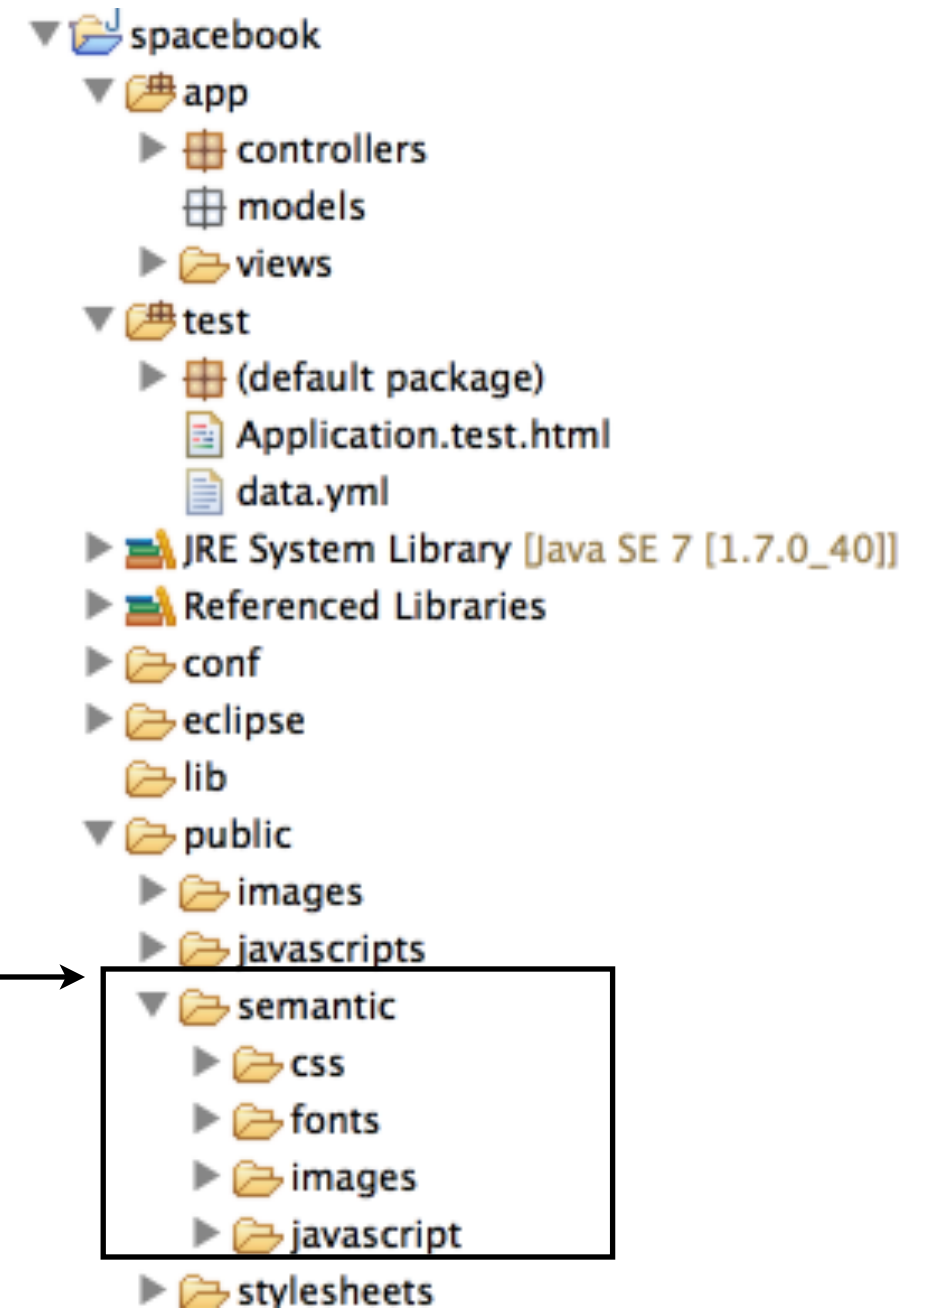 spacebook
app
controllers
models
views
test
(default package)
Application.test.html
data.yml
JRE System Library [Java SE 7 [1.7.0_40]]
Referenced Libraries
conf
eclipse
lib
public
images
javascripts
semantic
css
fonts
images
javascript
stylesheets